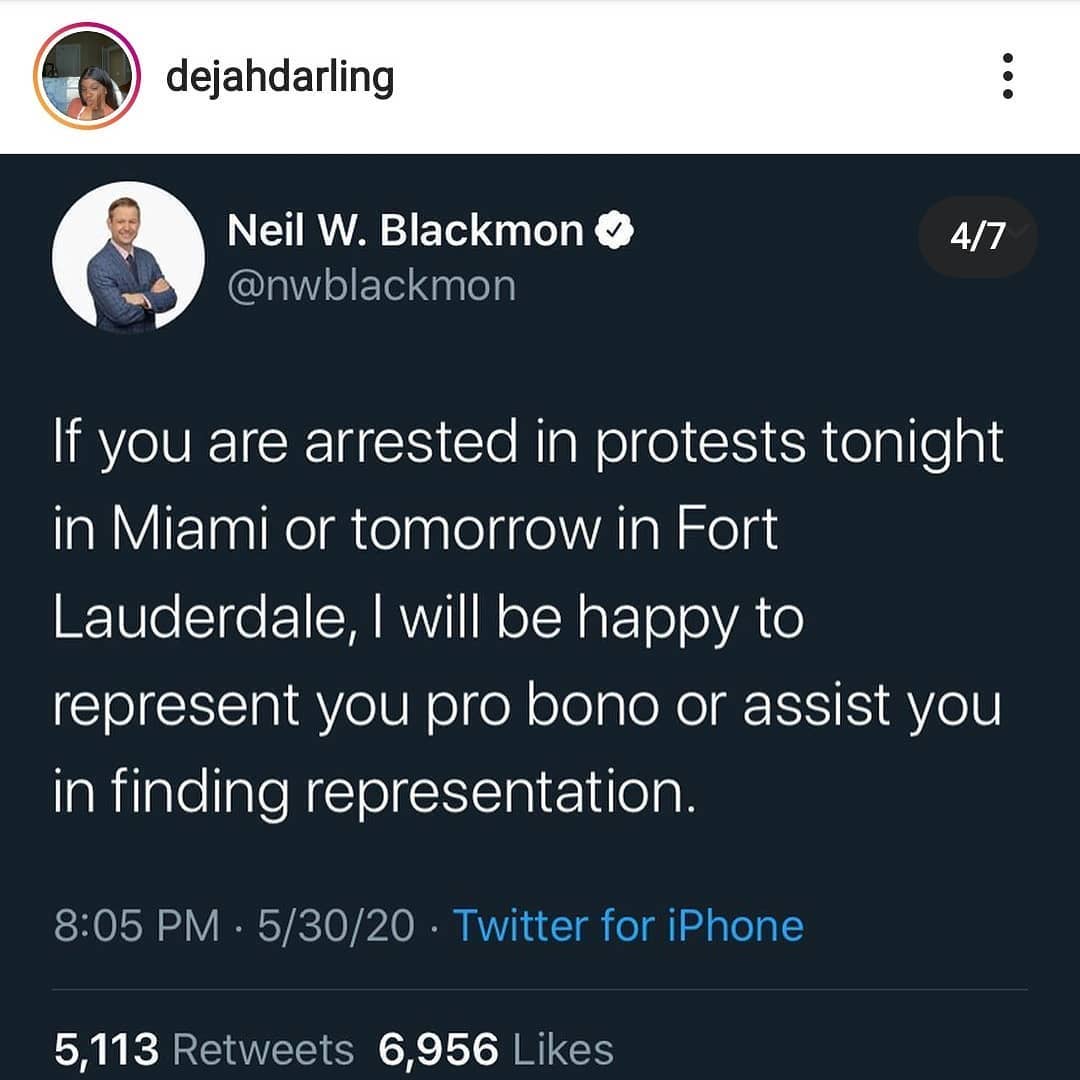 dejahdarling
Neil W. Blackmon
4/7
@nwblackmon
If you are arrested in protests tonight
in Miami or tomorrow in Fort
Lauderdale, I will be happy to
represent you pro bono or assist you
in finding representation.
8:05 PM · 5/30/20 · Twitter for iPhone
5,113 Retweets 6,956 Likes